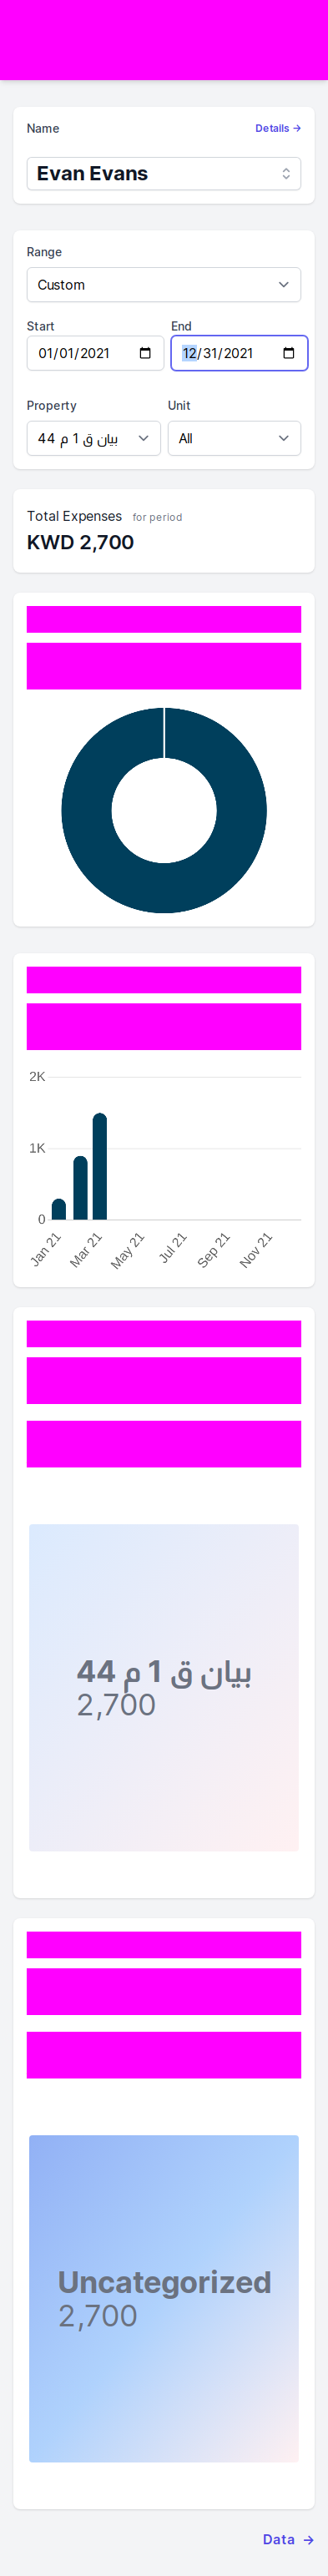 Name
Details →
Evan Evans
Range
Custom
Start
End
01/01/2021
12/31/2021
Property
Unit
بيان ق 1 م 44
All
Total Expenses for period
KWD 2,700
2K
1K
0
Jan 21
Mar 21
May 21
Jul 21
Sep 21
Nov 21
بيان ق 1 م 44
2,700
Uncategorized
2,700
Data →